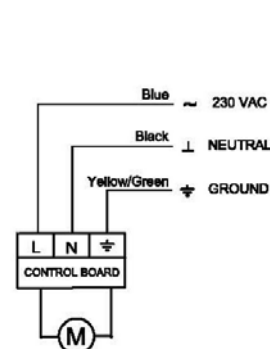 Blue ~ 230 VAC
Black ⊥ NEUTRAL
Yellow/Green ⏚ GROUND
L N ⏚
CONTROL BOARD
M